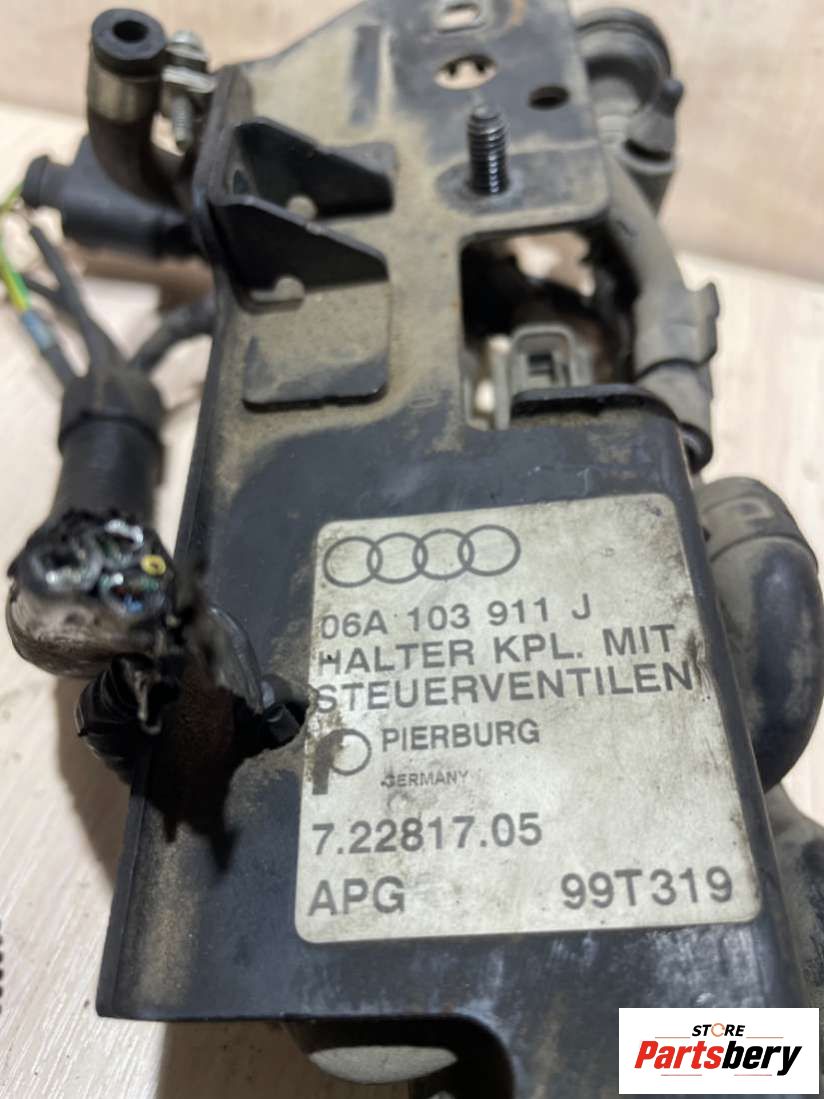 06A 103 911 J
HALTER KPL. MIT
STEUERVENTILEN
PIERBURG
GERMANY
7.22817.05
APG 99T319
STORE
Partsbery